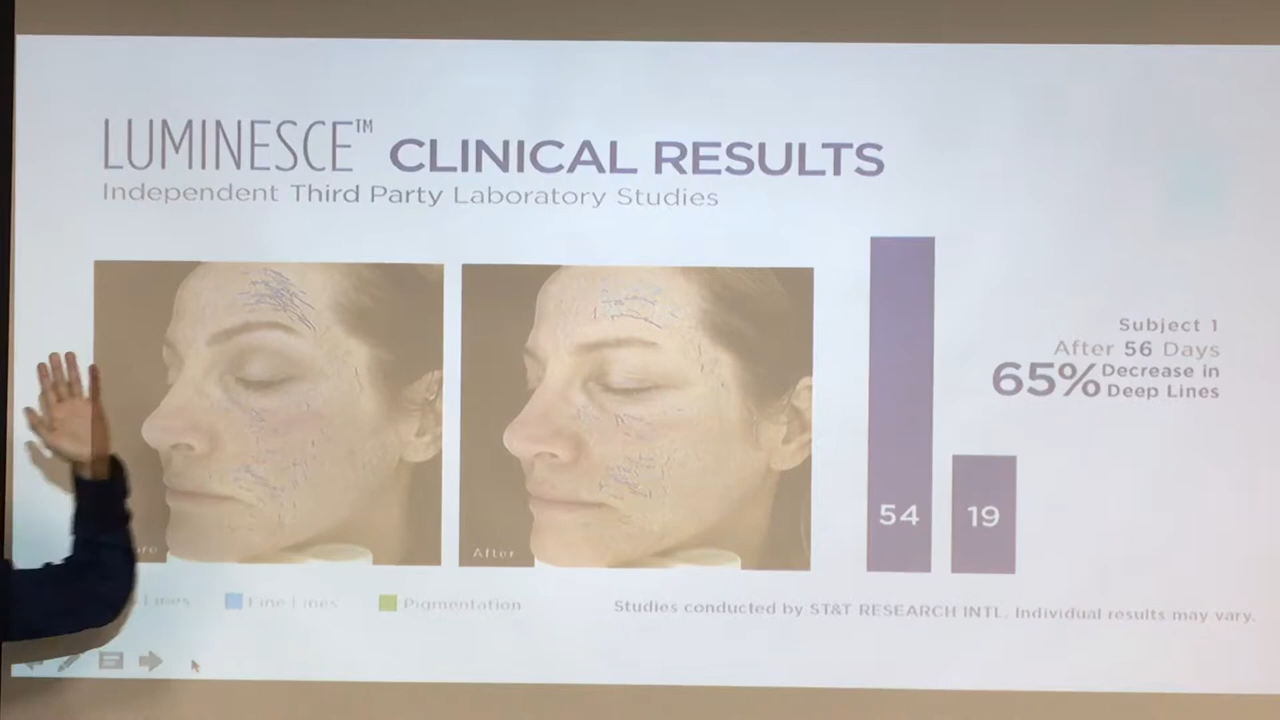 LUMINESCE™ CLINICAL RESULTS
Independent Third Party Laboratory Studies
Subject 1
After 56 Days
65% Decrease in
Deep Lines
54
19
After
Lines
Fine Lines
Pigmentation
Studies conducted by ST&T RESEARCH INTL. Individual results may vary.